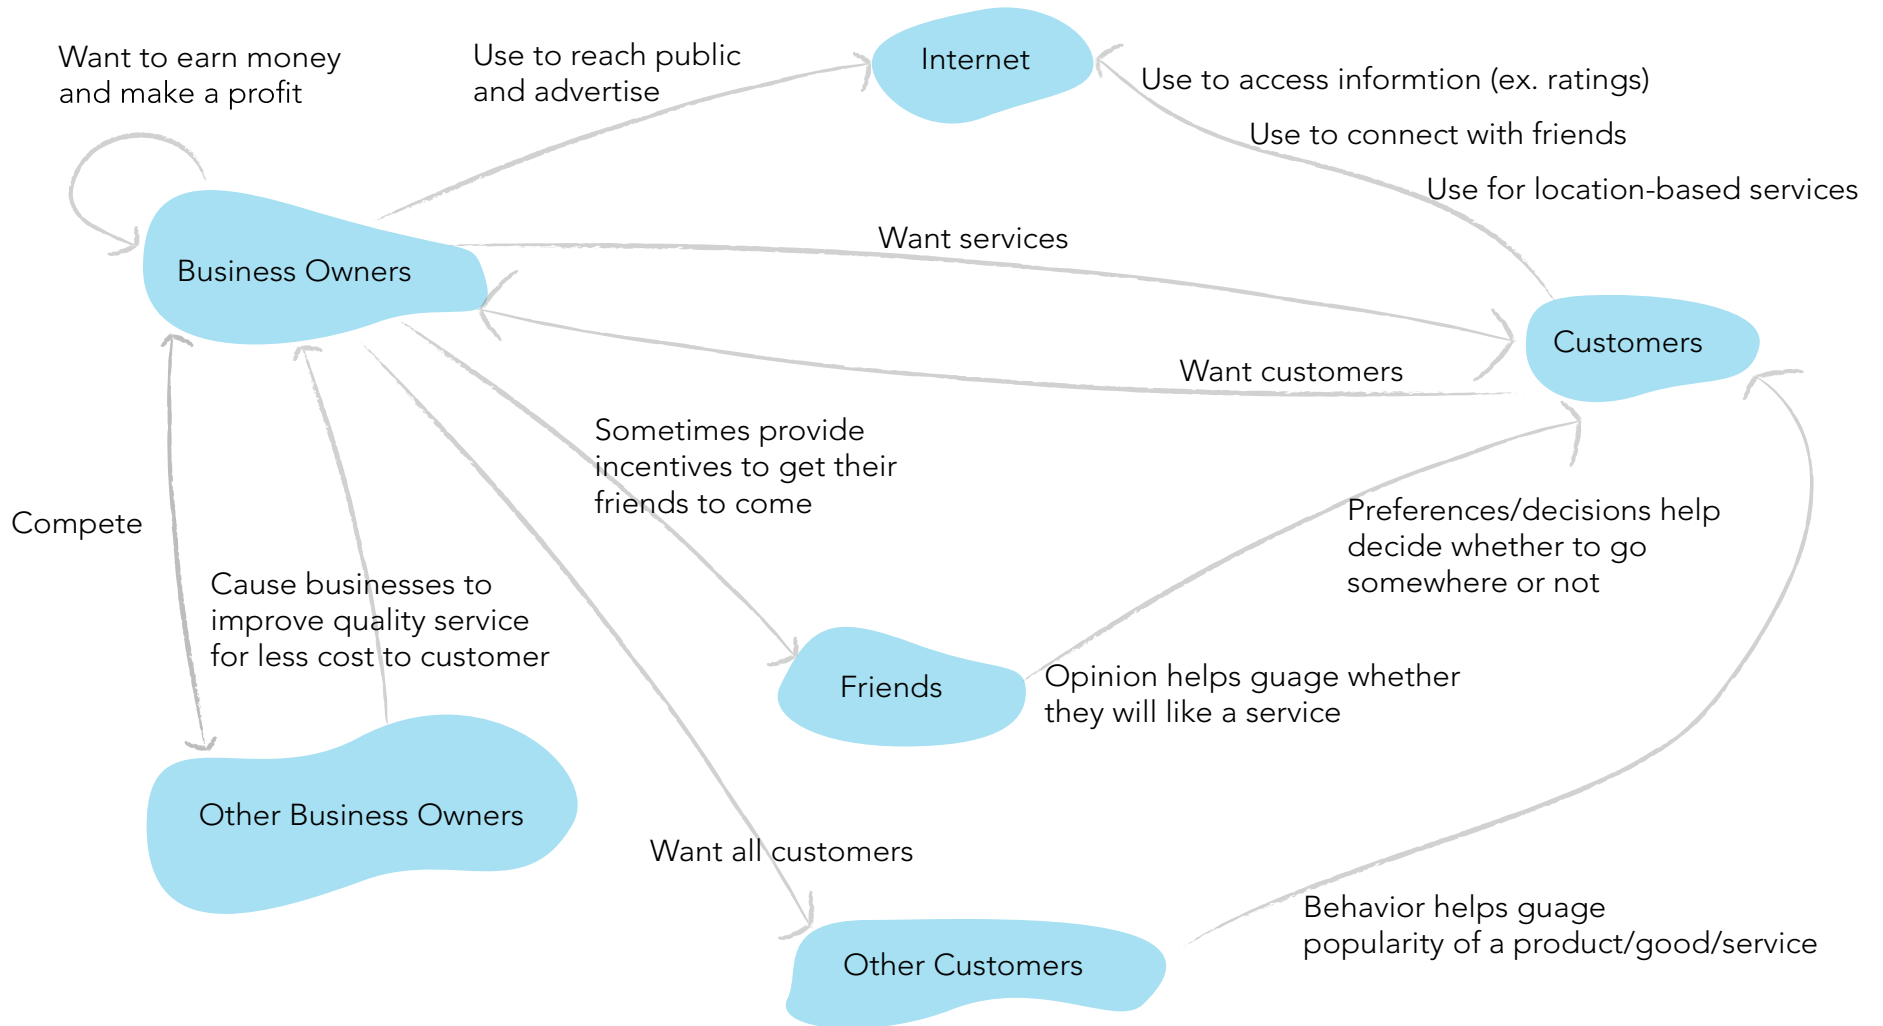 Want to earn money
and make a profit
Use to reach public
and advertise
Internet
Use to access informtion (ex. ratings)
Use to connect with friends
Use for location-based services
Want services
Business Owners
Customers
Want customers
Sometimes provide
incentives to get their
friends to come
Compete
Preferences/decisions help
decide whether to go
somewhere or not
Cause businesses to
improve quality service
for less cost to customer
Friends
Opinion helps guage whether
they will like a service
Other Business Owners
Want all customers
Behavior helps guage
popularity of a product/good/service
Other Customers